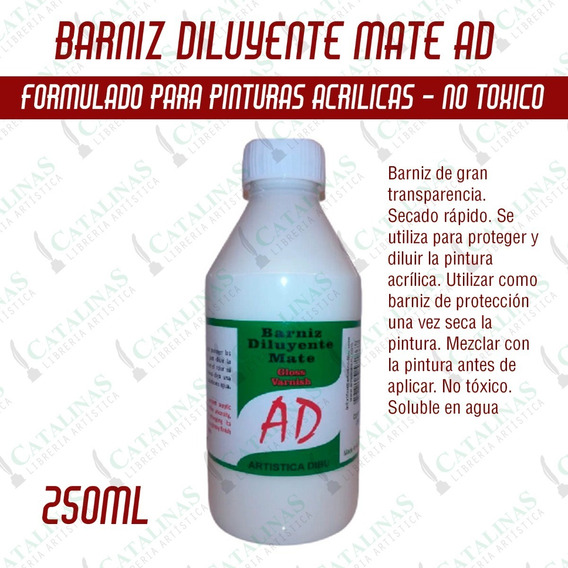 BARNIZ DILUYENTE MATE AD
FORMULADO PARA PINTURAS ACRILICAS - NO TOXICO
Barniz de gran
transparencia.
Secado rápido. Se
utiliza para proteger y
diluir la pintura
acrílica. Utilizar como
barniz de protección
una vez seca la
pintura. Mezclar con
la pintura antes de
aplicar. No tóxico.
Soluble en agua
Barniz
Diluyente
Mate
Gloss
Varnish
AD
ARTISTICA DIBU
250ML
CATALINAS
LIBRERIA ARTISTICA